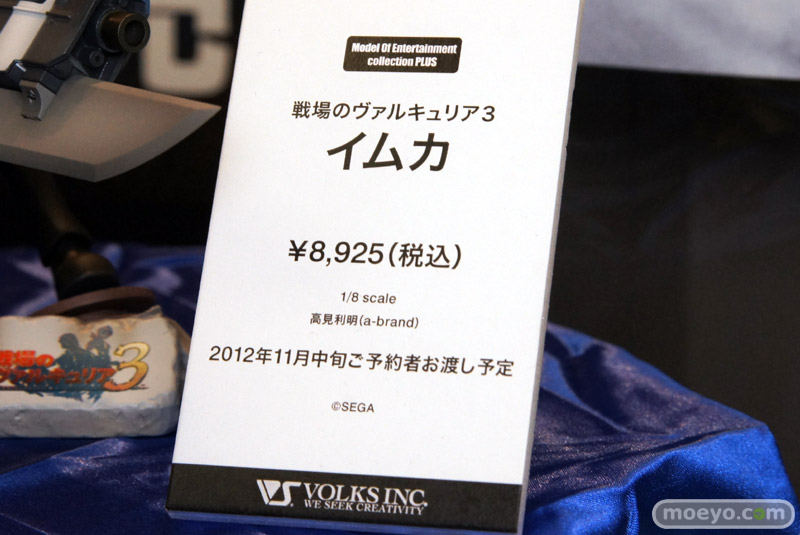 Model Of Entertainment
collection PLUS
戦場のヴァルキュリア3
イムカ
¥8,925(税込)
1/8 scale
高見利明(a-brand)
2012年11月中旬ご予約者お渡し予定
©SEGA
VS VOLKS INC.
WE SEEK CREATIVITY
戦場の
ヴァルキュリア3
moeyo.com